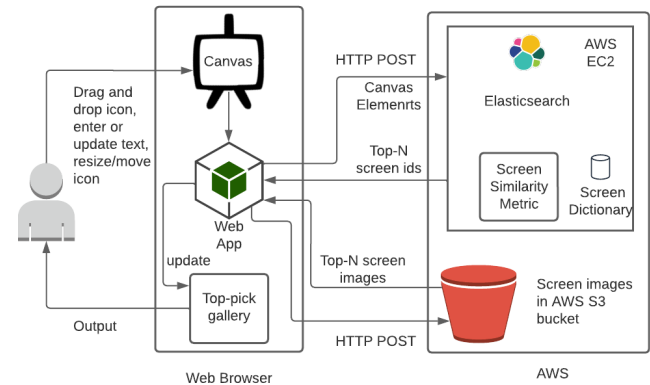 Canvas
HTTP POST
AWS
EC2
Drag and
drop icon,
enter or
update text,
resize/move
icon
Canvas
Elemenrts
Elasticsearch
Top-N
screen ids
Screen
Similarity
Metric
Screen
Dictionary
Web
App
update
Top-N screen
images
Top-pick
gallery
Screen images
in AWS S3
bucket
Output
HTTP POST
Web Browser
AWS